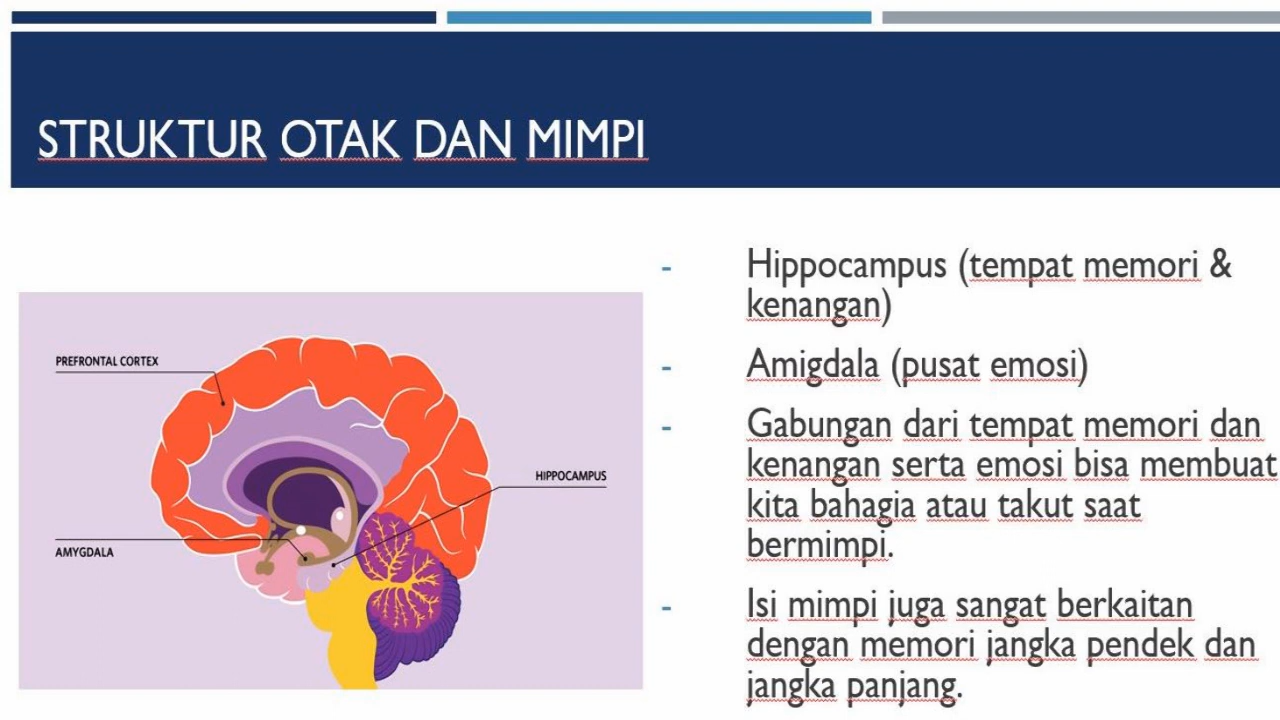 STRUKTUR OTAK DAN MIMPI
PREFRONTAL CORTEX
HIPPOCAMPUS
AMYGDALA
- Hippocampus (tempat memori &
kenangan)
- Amigdala (pusat emosi)
- Gabungan dari tempat memori dan
kenangan serta emosi bisa membuat
kita bahagia atau takut saat
bermimpi.
- Isi mimpi juga sangat berkaitan
dengan memori jangka pendek dan
jangka panjang.